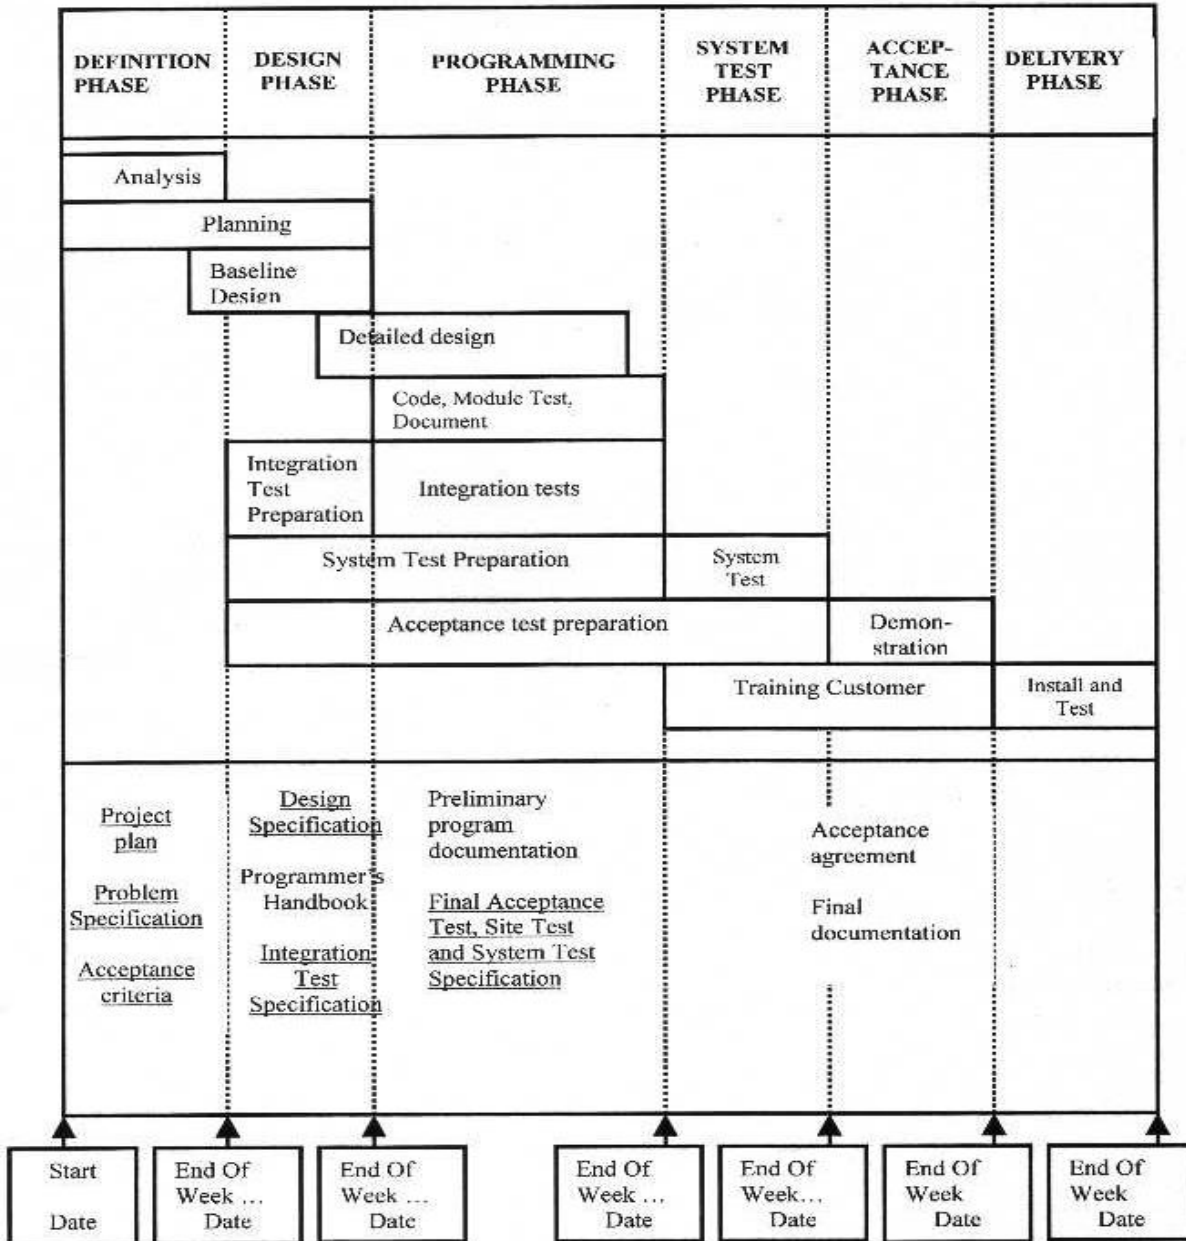 DEFINITION
PHASE
DESIGN
PHASE
PROGRAMMING
PHASE
SYSTEM
TEST
PHASE
ACCEP-
TANCE
PHASE
DELIVERY
PHASE
Analysis
Planning
Baseline
Design
Detailed design
Code, Module Test,
Document
Integration
Test
Preparation
Integration tests
System Test Preparation
System
Test
Acceptance test preparation
Demon-
stration
Training Customer
Install and
Test
Project
plan
Problem
Specification
Acceptance
criteria
Design
Specification
Programmer's
Handbook
Integration
Test
Specification
Preliminary
program
documentation
Final Acceptance
Test, Site Test
and System Test
Specification
Acceptance
agreement
Final
documentation
Start
Date
End Of
Week ...
Date
End Of
Week ...
Date
End Of
Week ...
Date
End Of
Week...
Date
End Of
Week
Date
End Of
Week
Date